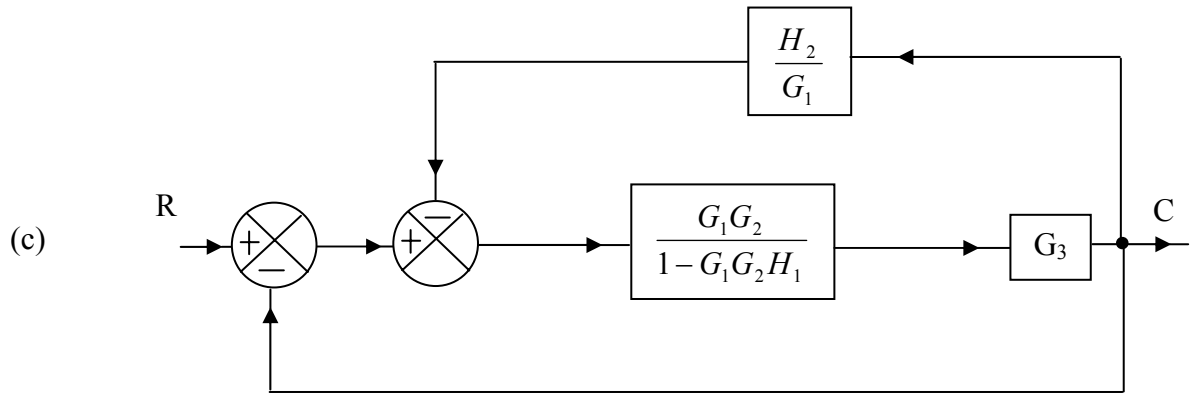 H₂
G₁
R
(c)
+
−
+
−
G₁G₂
1−G₁G₂H₁
G₃
C